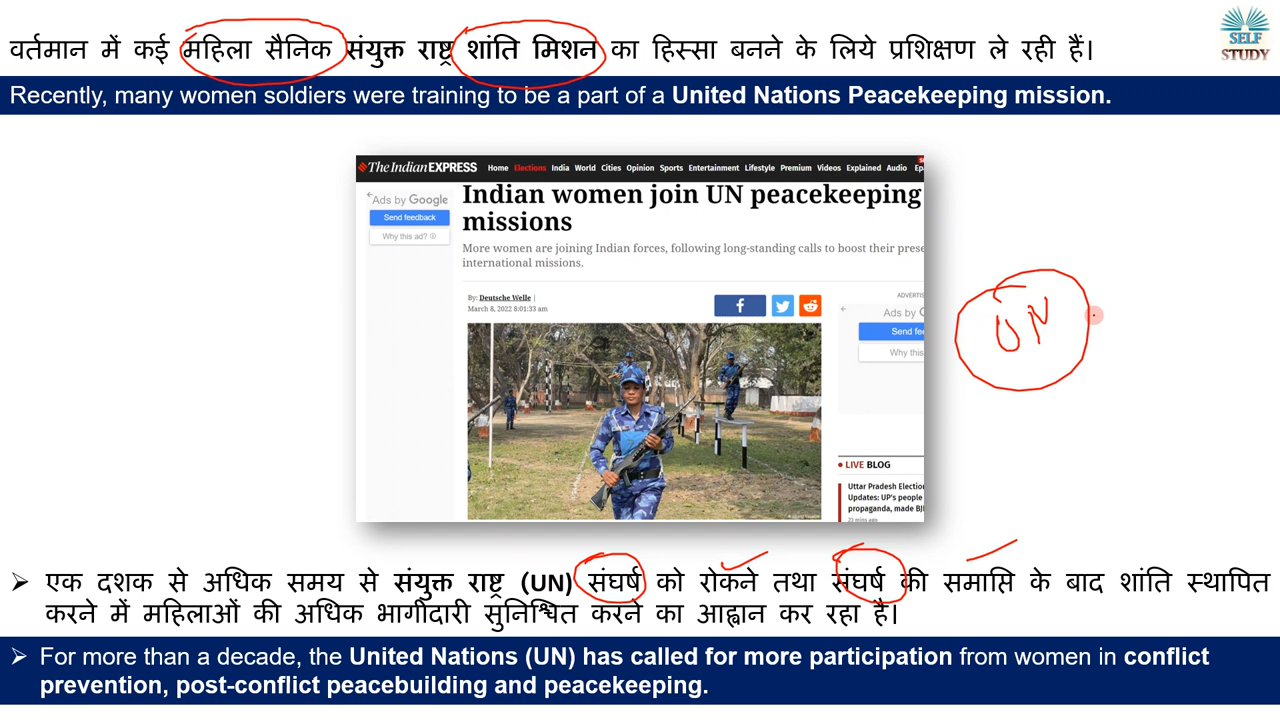 वर्तमान में कई महिला सैनिक संयुक्त राष्ट्र शांति मिशन का हिस्सा बनने के लिये प्रशिक्षण ले रही हैं।
SELF
STUDY
Recently, many women soldiers were training to be a part of a United Nations Peacekeeping mission.
The Indian EXPRESS Home Elections India World Cities Opinion Sports Entertainment Lifestyle Premium Videos Explained Audio
Ads by Google
Send feedback
Why this ad?
Indian women join UN peacekeeping
missions
More women are joining Indian forces, following long-standing calls to boost their
international missions.
By: Deutsche Welle |
March 8, 2022 8:01:33 am
Ads by
Send
Why this
UN
LIVE BLOG
Uttar Pradesh
Updates: UP's people
propaganda, made
23 mins ago
➢ एक दशक से अधिक समय से संयुक्त राष्ट्र (UN) संघर्ष को रोकने तथा संघर्ष की समाप्ति के बाद शांति स्थापित
करने में महिलाओं की अधिक भागीदारी सुनिश्चित करने का आह्वान कर रहा है।
➢ For more than a decade, the United Nations (UN) has called for more participation from women in conflict
prevention, post-conflict peacebuilding and peacekeeping.